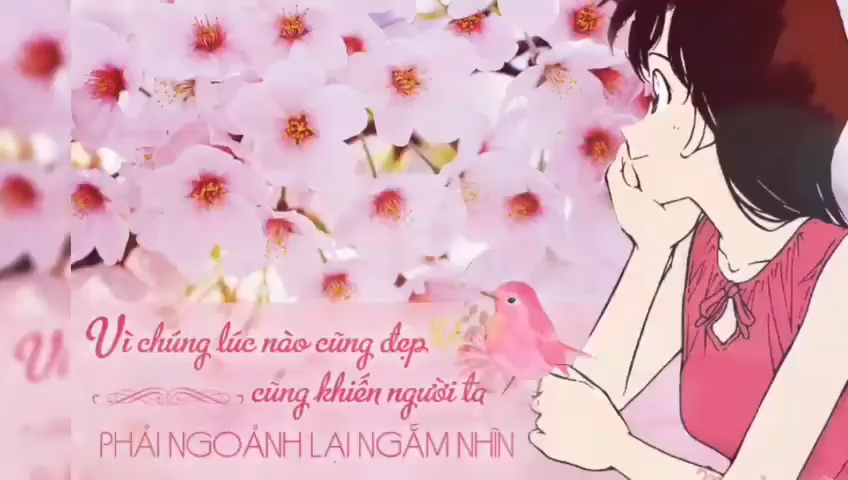 Vì chúng lúc nào cũng đẹp
cũng khiến người ta
PHẢI NGOẢNH LẠI NGẮM NHÌN